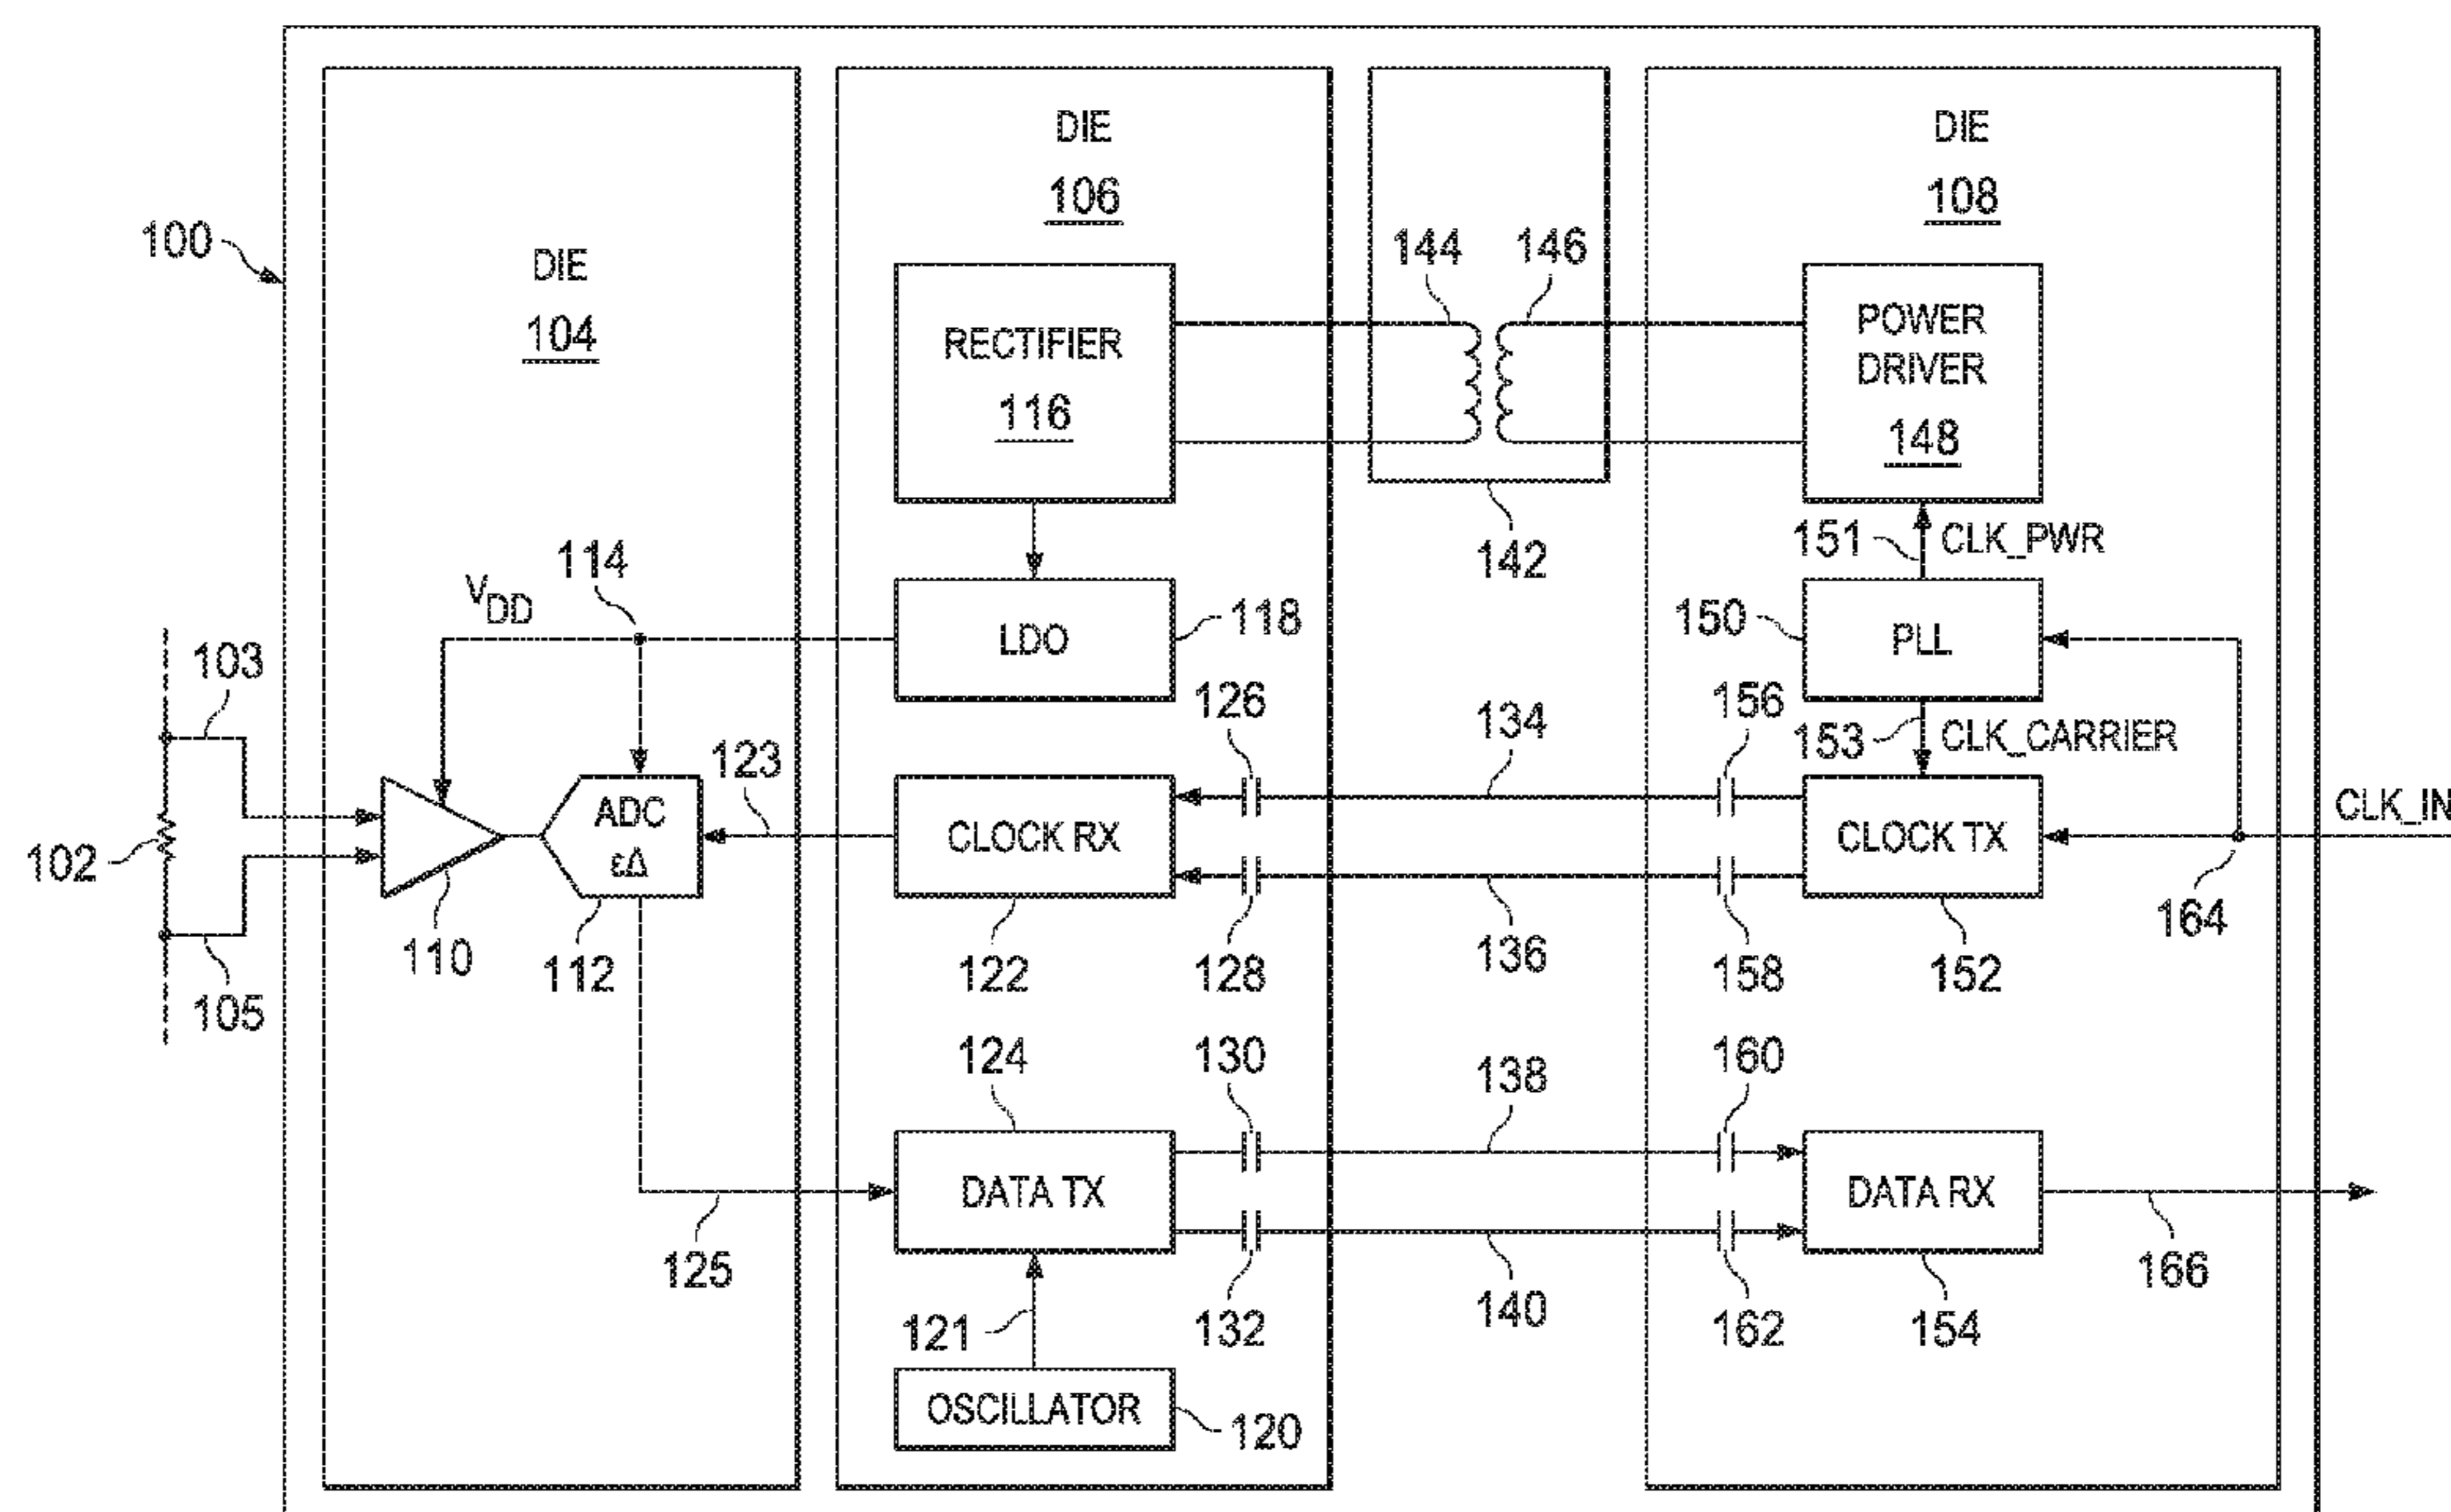 DIE
DIE
106
108
100
144
146
DIE
104
RECTIFIER
116
POWER
DRIVER
148
151
CLK_PWR
114
142
VDD
LDO
118
150
PLL
103
126
156
134
153
CLK_CARRIER
123
ADC
εΔ
CLOCK RX
CLOCK TX
CLK_IN
102
110
112
122
128
136
158
152
164
105
124
130
138
160
DATA TX
DATA RX
125
121
132
140
162
154
166
OSCILLATOR
120